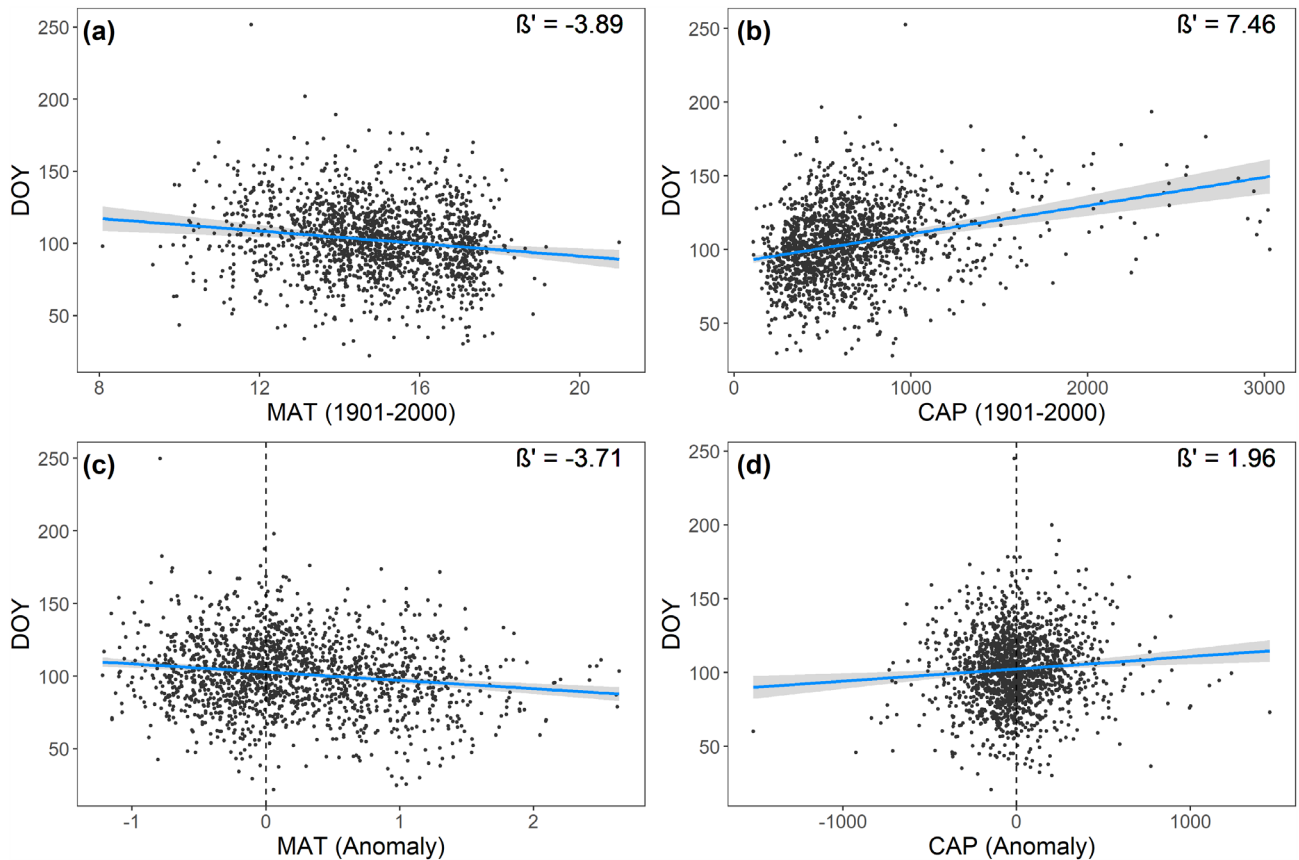 (a)
ß' = -3.89
250
200
150
100
50
DOY
8
12
16
20
MAT (1901-2000)
(b)
ß' = 7.46
250
200
150
100
50
DOY
0
1000
2000
3000
CAP (1901-2000)
(c)
ß' = -3.71
250
200
150
100
50
DOY
-1
0
1
2
MAT (Anomaly)
(d)
ß' = 1.96
250
200
150
100
50
DOY
-1000
0
1000
CAP (Anomaly)